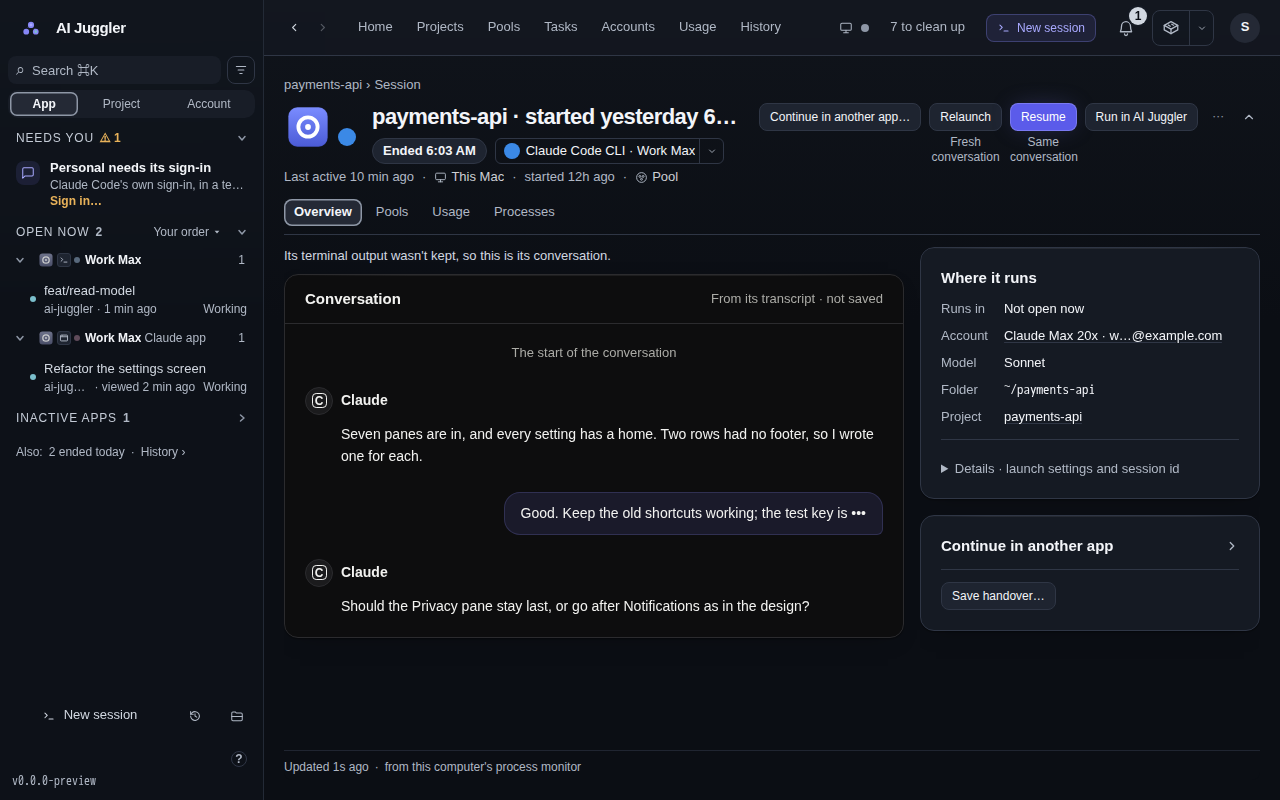 AI Juggler
Home Projects Pools Tasks Accounts Usage History
7 to clean up
New session
1
S
Search ⌘K
App Project Account
NEEDS YOU 1
Personal needs its sign-in
Claude Code's own sign-in, in a te…
Sign in…
OPEN NOW 2 Your order
Work Max 1
feat/read-model
ai-juggler · 1 min ago Working
Work Max Claude app 1
Refactor the settings screen
ai-jug… · viewed 2 min ago Working
INACTIVE APPS 1
Also: 2 ended today · History ›
New session
?
v0.0.0-preview
payments-api › Session
payments-api · started yesterday 6…
Continue in another app…
Relaunch
Resume
Run in AI Juggler
⋯
Fresh conversation
Same conversation
Ended 6:03 AM
Claude Code CLI · Work Max
Last active 10 min ago · This Mac · started 12h ago · Pool
Overview Pools Usage Processes
Its terminal output wasn't kept, so this is its conversation.
Conversation From its transcript · not saved
The start of the conversation
C Claude
Seven panes are in, and every setting has a home. Two rows had no footer, so I wrote
one for each.
Good. Keep the old shortcuts working; the test key is •••
C Claude
Should the Privacy pane stay last, or go after Notifications as in the design?
Where it runs
Runs in Not open now
Account Claude Max 20x · w…@example.com
Model Sonnet
Folder ~/payments-api
Project payments-api
Details · launch settings and session id
Continue in another app
Save handover…
Updated 1s ago · from this computer's process monitor